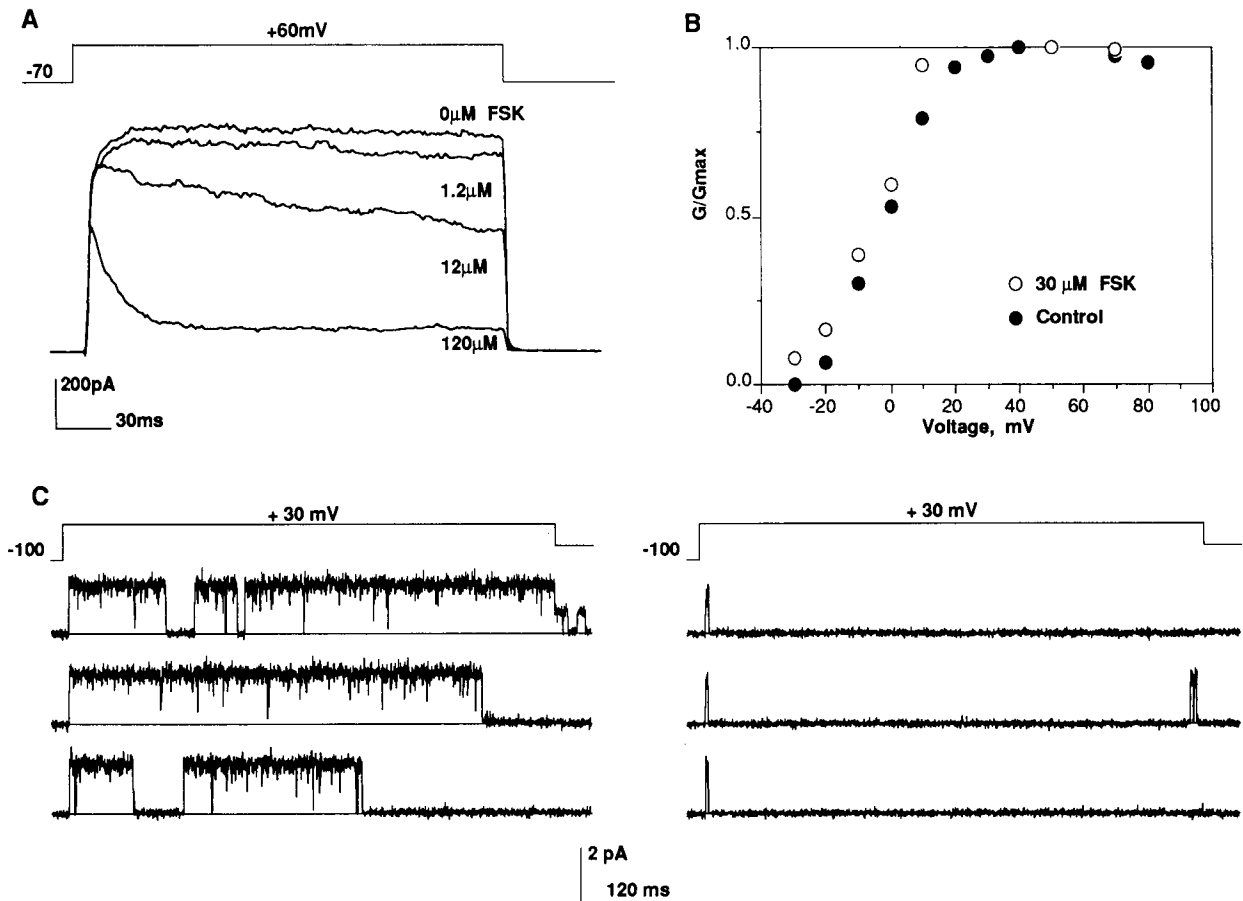 A
+60mV
-70
0μM FSK
1.2μM
12μM
120μM
200pA
30ms
B
1.0
0.5
0.0
G/Gmax
30 μM FSK
Control
-40 -20 0 20 40 60 80 100
Voltage, mV
C
+ 30 mV
-100
+ 30 mV
-100
2 pA
120 ms